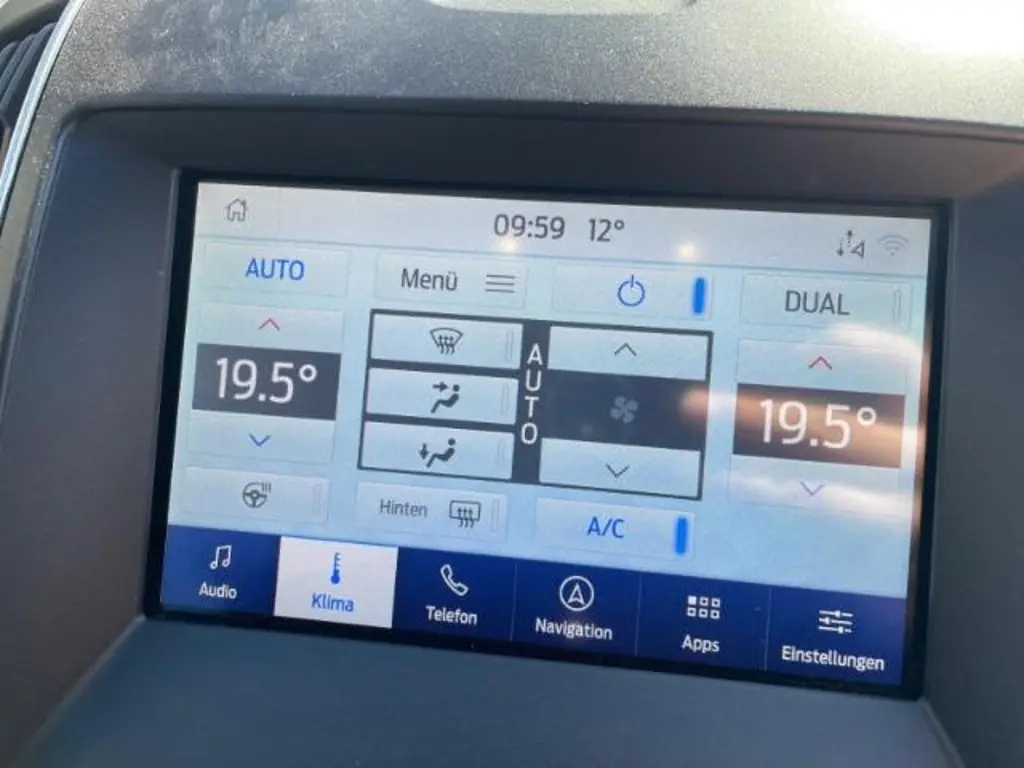 09:59 12°
AUTO
Menü
DUAL
19.5°
AUTO
19.5°
Hinten
A/C
Audio
Klima
Telefon
Navigation
Apps
Einstellungen